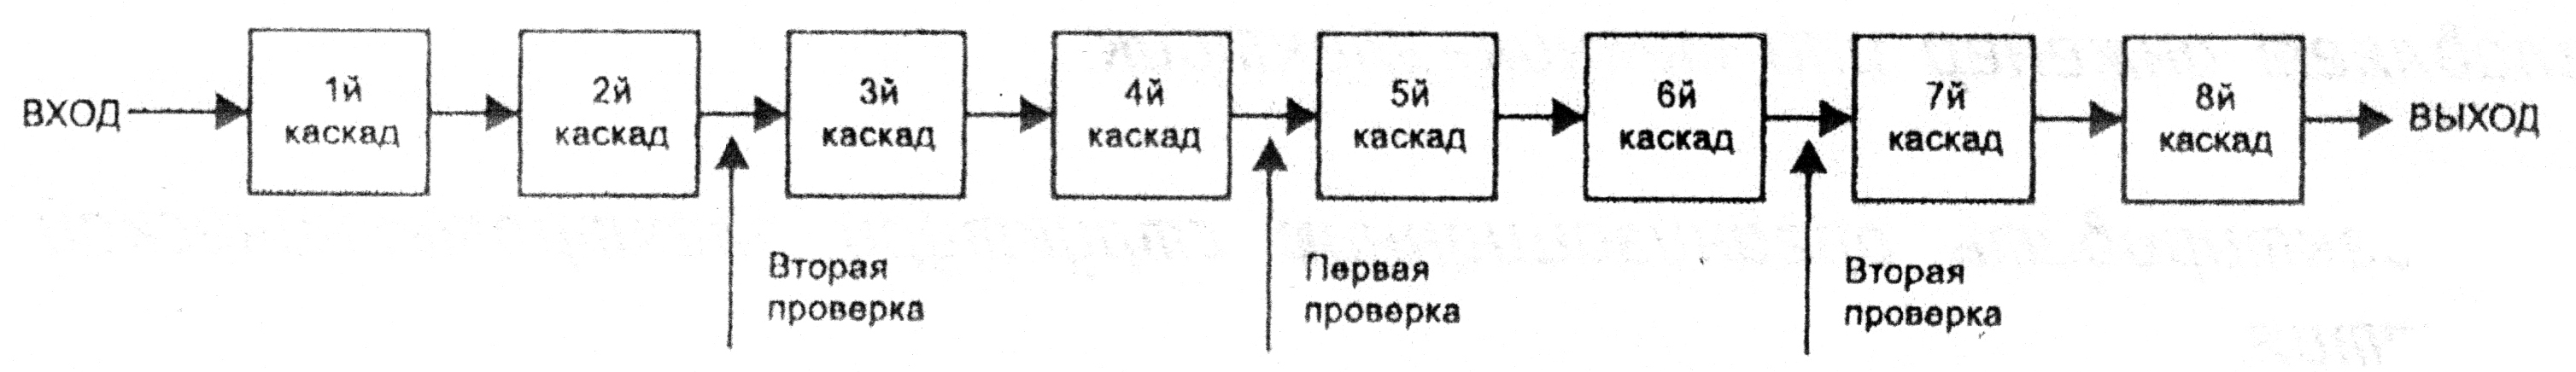 ВХОД
1й
каскад
2й
каскад
3й
каскад
4й
каскад
5й
каскад
6й
каскад
7й
каскад
8й
каскад
ВЫХОД
Вторая
проверка
Первая
проверка
Вторая
проверка